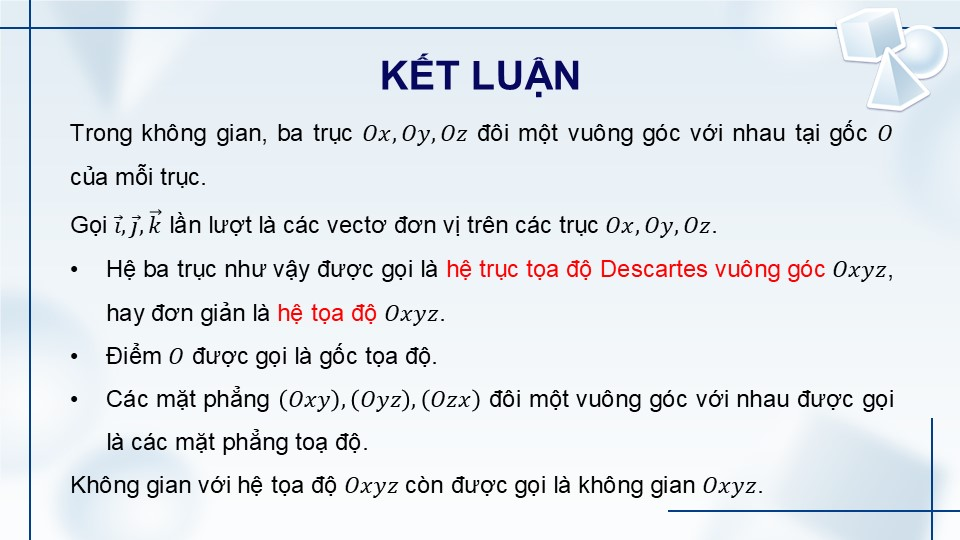 KẾT LUẬN
Trong không gian, ba trục 𝑂𝑥, 𝑂𝑦, 𝑂𝑧 đôi một vuông góc với nhau tại gốc 𝑂
của mỗi trục.
Gọi 𝑖⃗, 𝑗⃗, 𝑘⃗ lần lượt là các vectơ đơn vị trên các trục 𝑂𝑥, 𝑂𝑦, 𝑂𝑧.
• Hệ ba trục như vậy được gọi là hệ trục tọa độ Descartes vuông góc 𝑂𝑥𝑦𝑧,
hay đơn giản là hệ tọa độ 𝑂𝑥𝑦𝑧.
• Điểm 𝑂 được gọi là gốc tọa độ.
• Các mặt phẳng (𝑂𝑥𝑦), (𝑂𝑦𝑧), (𝑂𝑧𝑥) đôi một vuông góc với nhau được gọi
là các mặt phẳng toạ độ.
Không gian với hệ tọa độ 𝑂𝑥𝑦𝑧 còn được gọi là không gian 𝑂𝑥𝑦𝑧.